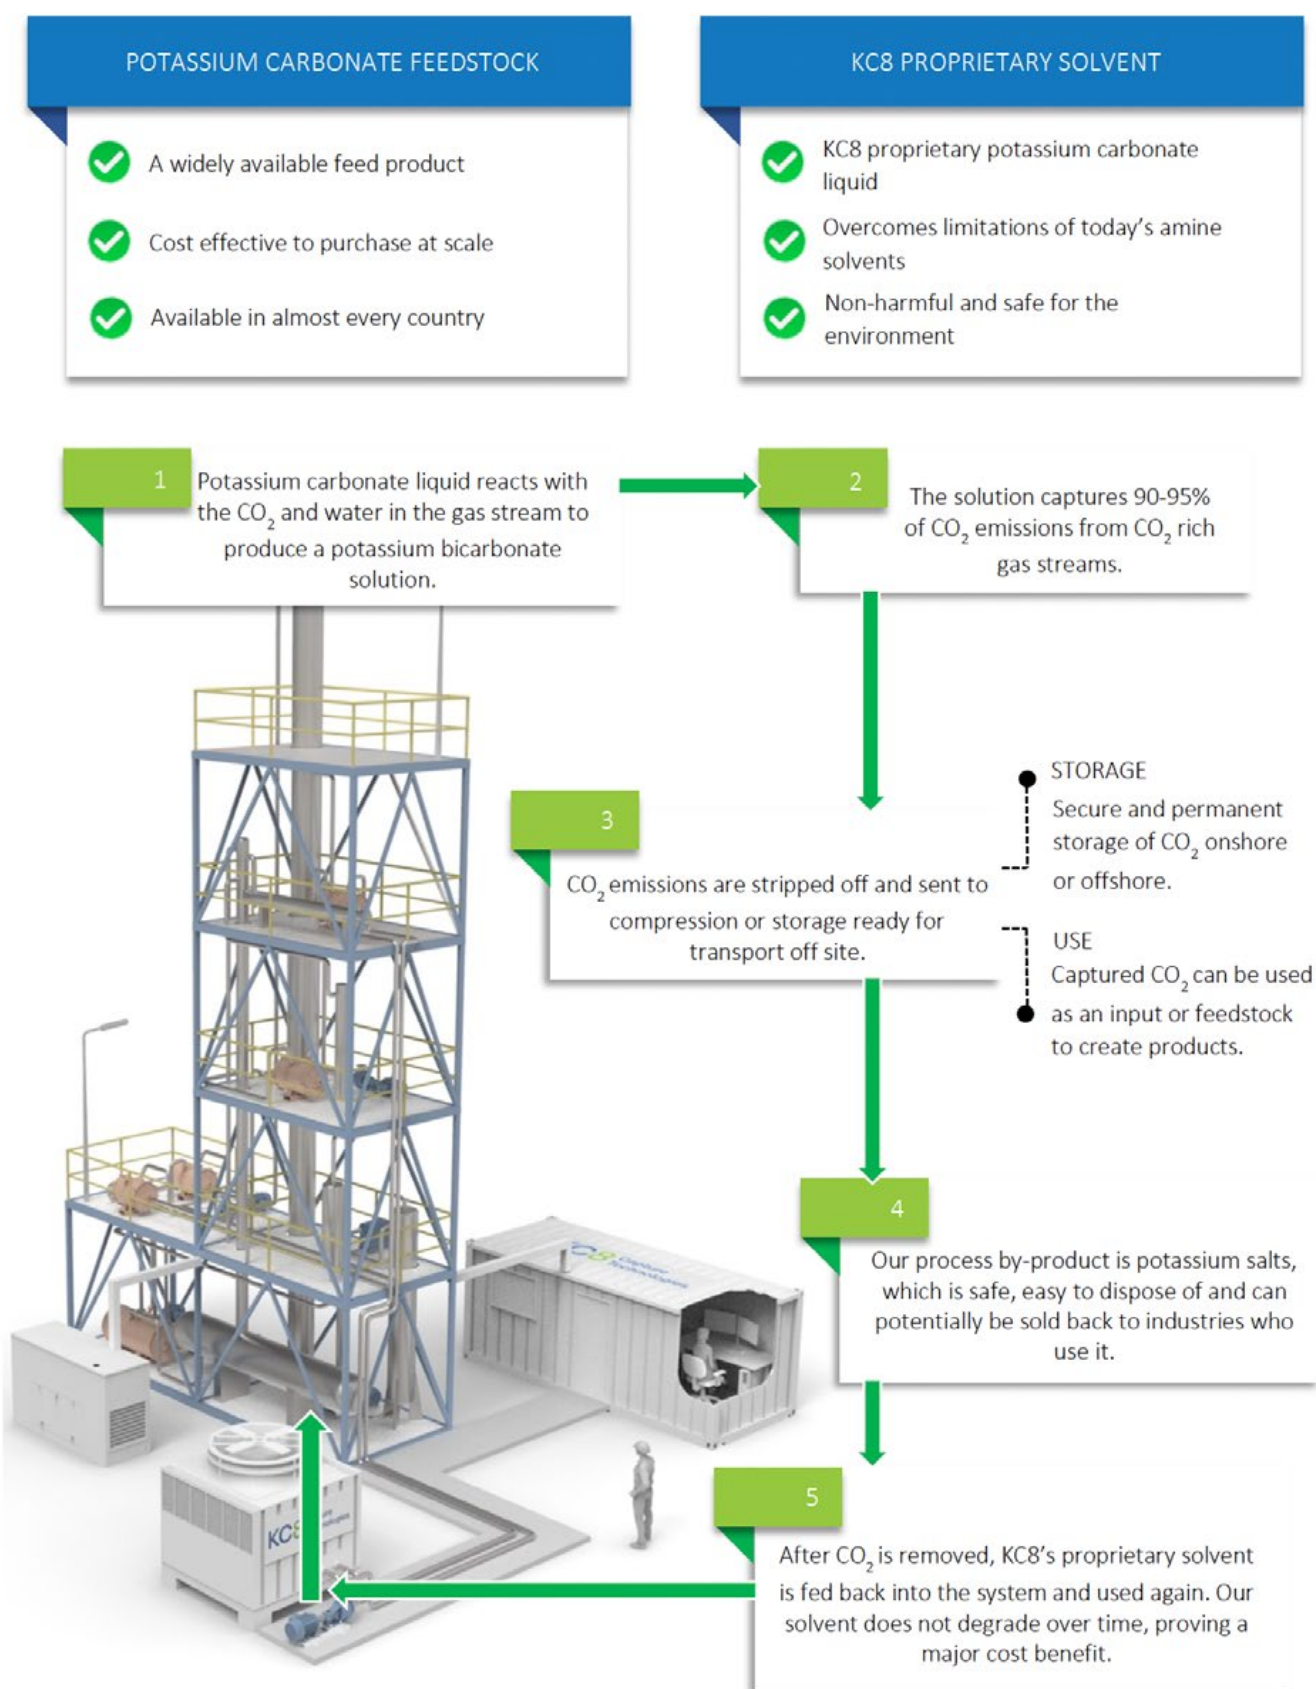 POTASSIUM CARBONATE FEEDSTOCK
A widely available feed product
Cost effective to purchase at scale
Available in almost every country
KC8 PROPRIETARY SOLVENT
KC8 proprietary potassium carbonate
liquid
Overcomes limitations of today's amine
solvents
Non-harmful and safe for the
environment
1
Potassium carbonate liquid reacts with
the CO₂ and water in the gas stream to
produce a potassium bicarbonate
solution.
2
The solution captures 90-95%
of CO₂ emissions from CO₂ rich
gas streams.
3
CO₂ emissions are stripped off and sent to
compression or storage ready for
transport off site.
STORAGE
Secure and permanent
storage of CO₂ onshore
or offshore.
USE
Captured CO₂ can be used
as an input or feedstock
to create products.
4
Our process by-product is potassium salts,
which is safe, easy to dispose of and can
potentially be sold back to industries who
use it.
5
After CO₂ is removed, KC8's proprietary solvent
is fed back into the system and used again. Our
solvent does not degrade over time, proving a
major cost benefit.
C8 Capture
Technologies
KC8